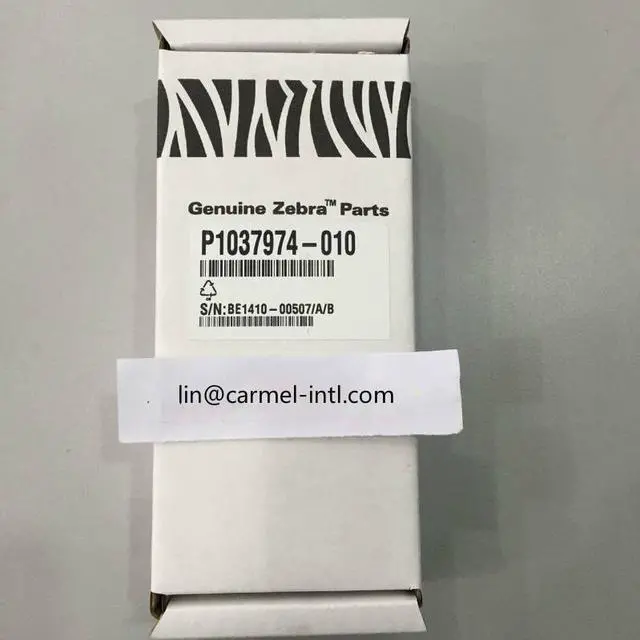 Genuine Zebra™ Parts
P1037974-010
S/N:BE1410-00507/A/B
lin@carmel-intl.com